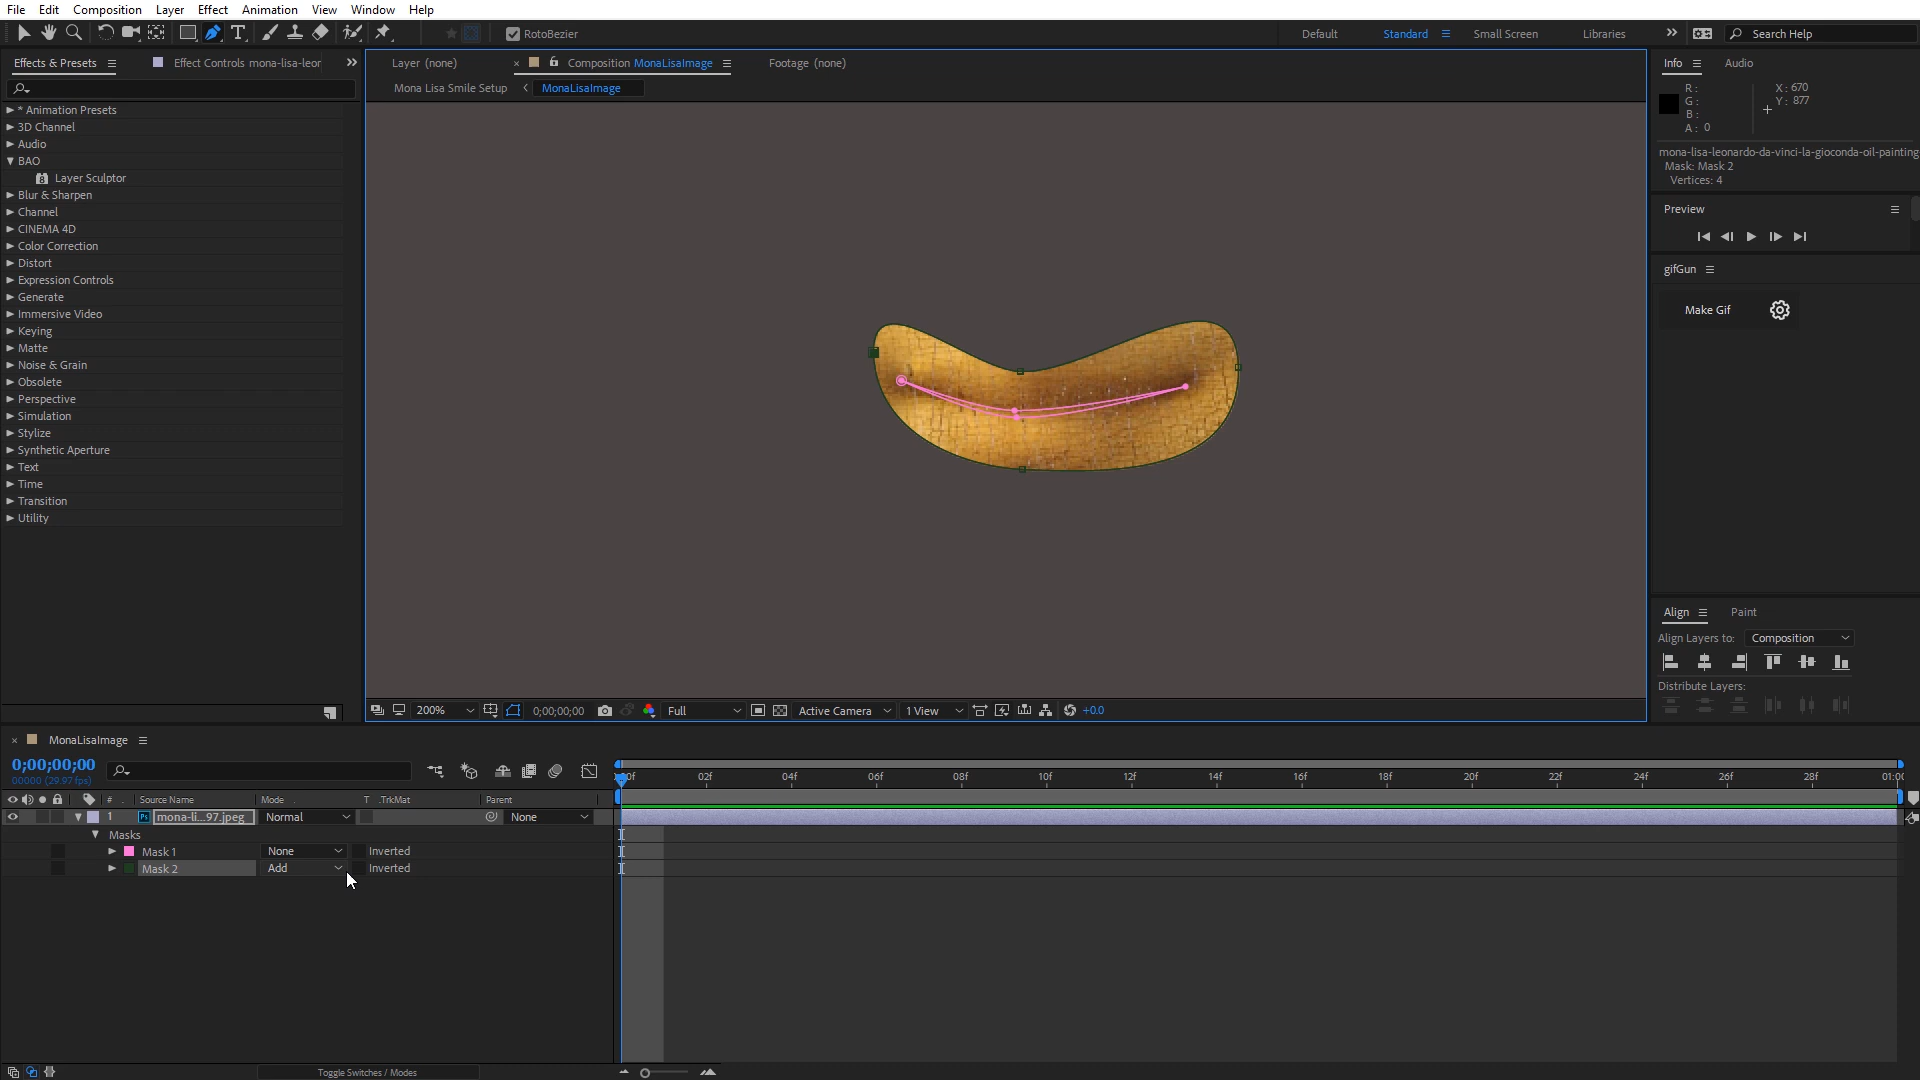 File Edit Composition Layer Effect Animation View Window Help
RotoBezier
Default Standard Small Screen Libraries Search Help
Effects & Presets Effect Controls mona-lisa-leor
* Animation Presets
3D Channel
Audio
BAO
Layer Sculptor
Blur & Sharpen
Channel
CINEMA 4D
Color Correction
Distort
Expression Controls
Generate
Immersive Video
Keying
Matte
Noise & Grain
Obsolete
Perspective
Simulation
Stylize
Synthetic Aperture
Text
Time
Transition
Utility
Layer (none) Composition MonaLisaImage Footage (none)
Mona Lisa Smile Setup MonaLisaImage
200% 0;00;00;00 Full Active Camera 1 View +0.0
Info Audio
R : X : 670
G : Y : 877
B :
A : 0
mona-lisa-leonardo-da-vinci-la-gioconda-oil-painting
Mask: Mask 2
Vertices: 4
Preview
gifGun
Make Gif
Align Paint
Align Layers to: Composition
Distribute Layers:
MonaLisaImage
0;00;00;00
00000 (29.97 fps)
# Source Name Mode T .TrkMat Parent
1 mona-li...97.jpeg Normal None
Masks
Mask 1 None Inverted
Mask 2 Add Inverted
02f 04f 06f 08f 10f 12f 14f 16f 18f 20f 22f 24f 26f 28f 01:0
Toggle Switches / Modes